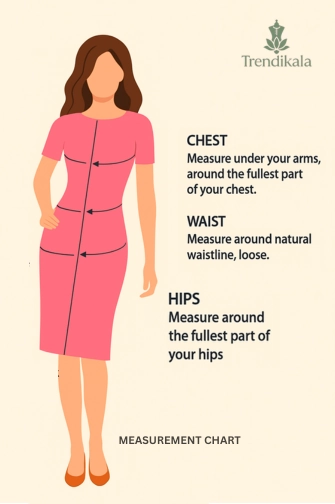 Trendikala
CHEST
Measure under your arms,
around the fullest part
of your chest.
WAIST
Measure around natural
waistline, loose.
HIPS
Measure around
the fullest part of
your hips
MEASUREMENT CHART